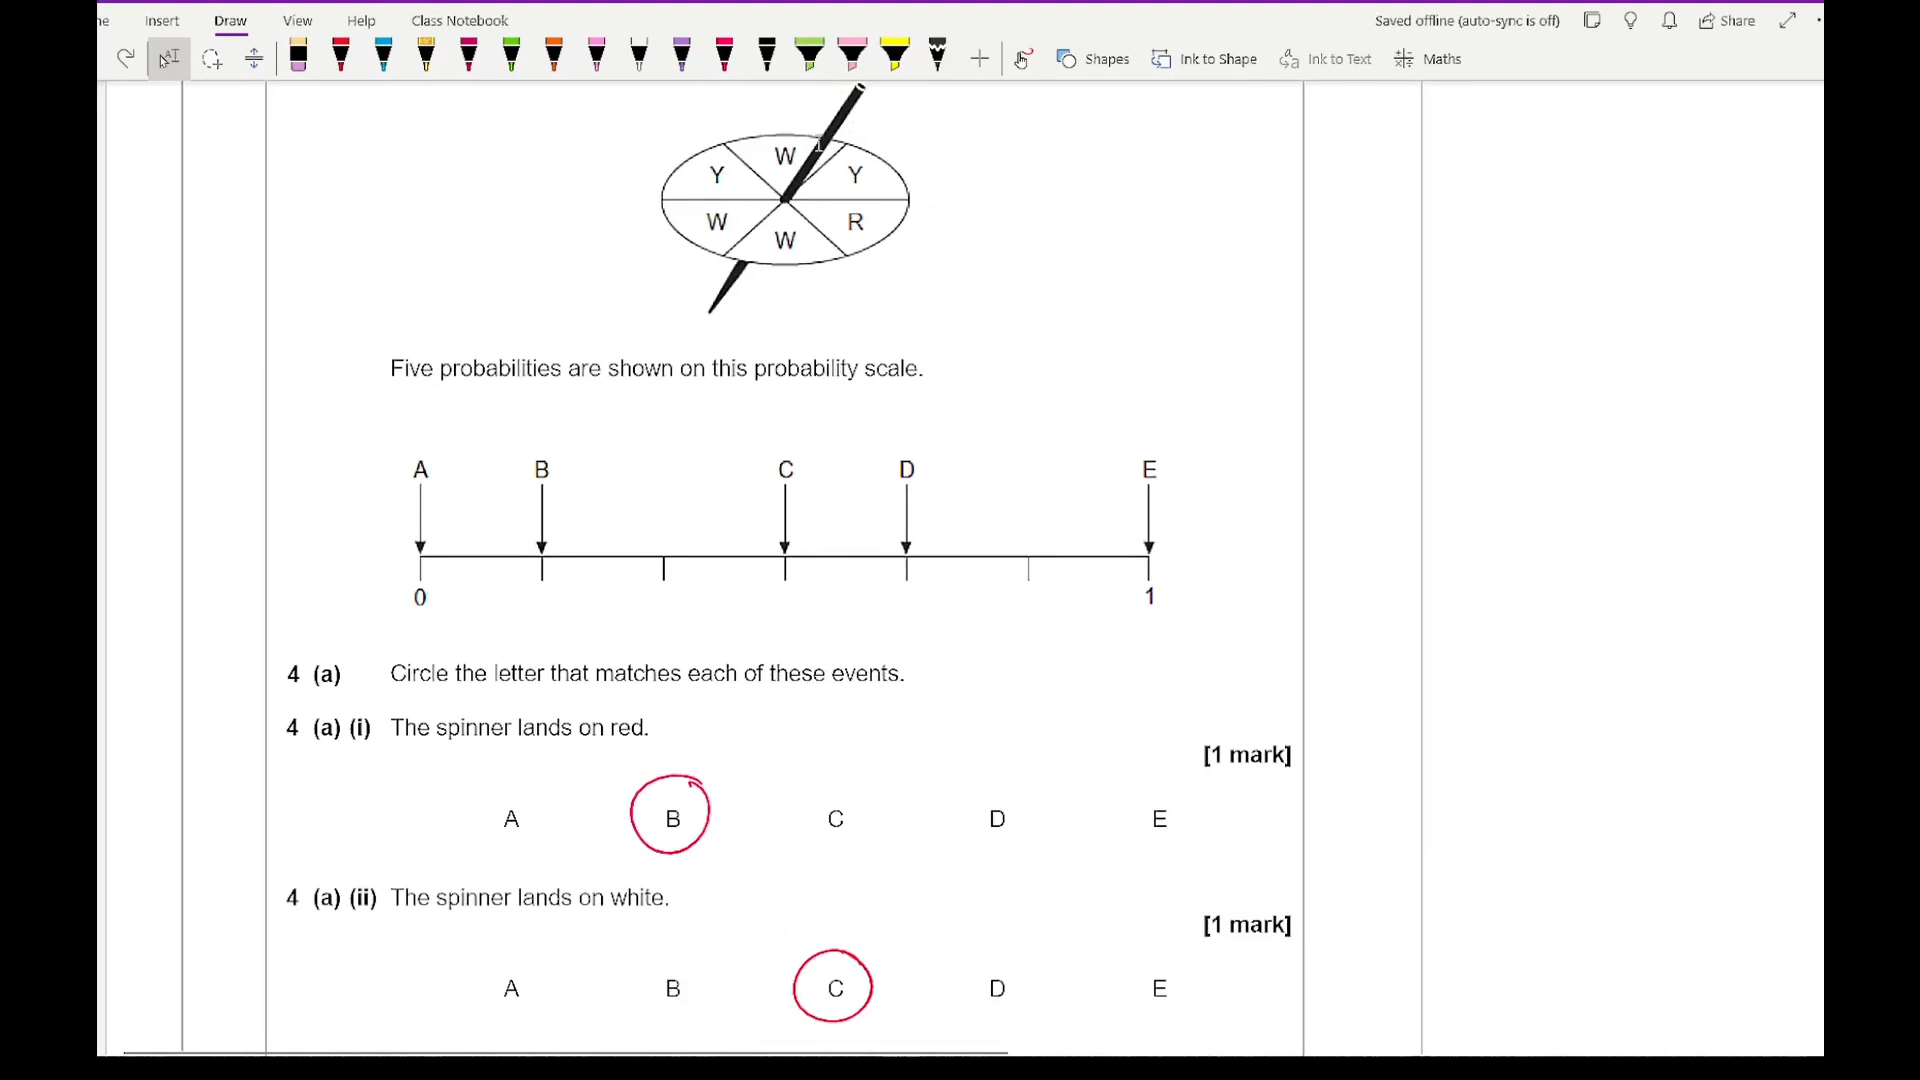 Insert Draw View Help Class Notebook Saved offline (auto-sync is off) Share
Shapes Ink to Shape Ink to Text Maths
W
Y Y
W R
W
Five probabilities are shown on this probability scale.
A B C D E
0 1
4 (a) Circle the letter that matches each of these events.
4 (a) (i) The spinner lands on red.
[1 mark]
A B C D E
4 (a) (ii) The spinner lands on white.
[1 mark]
A B C D E